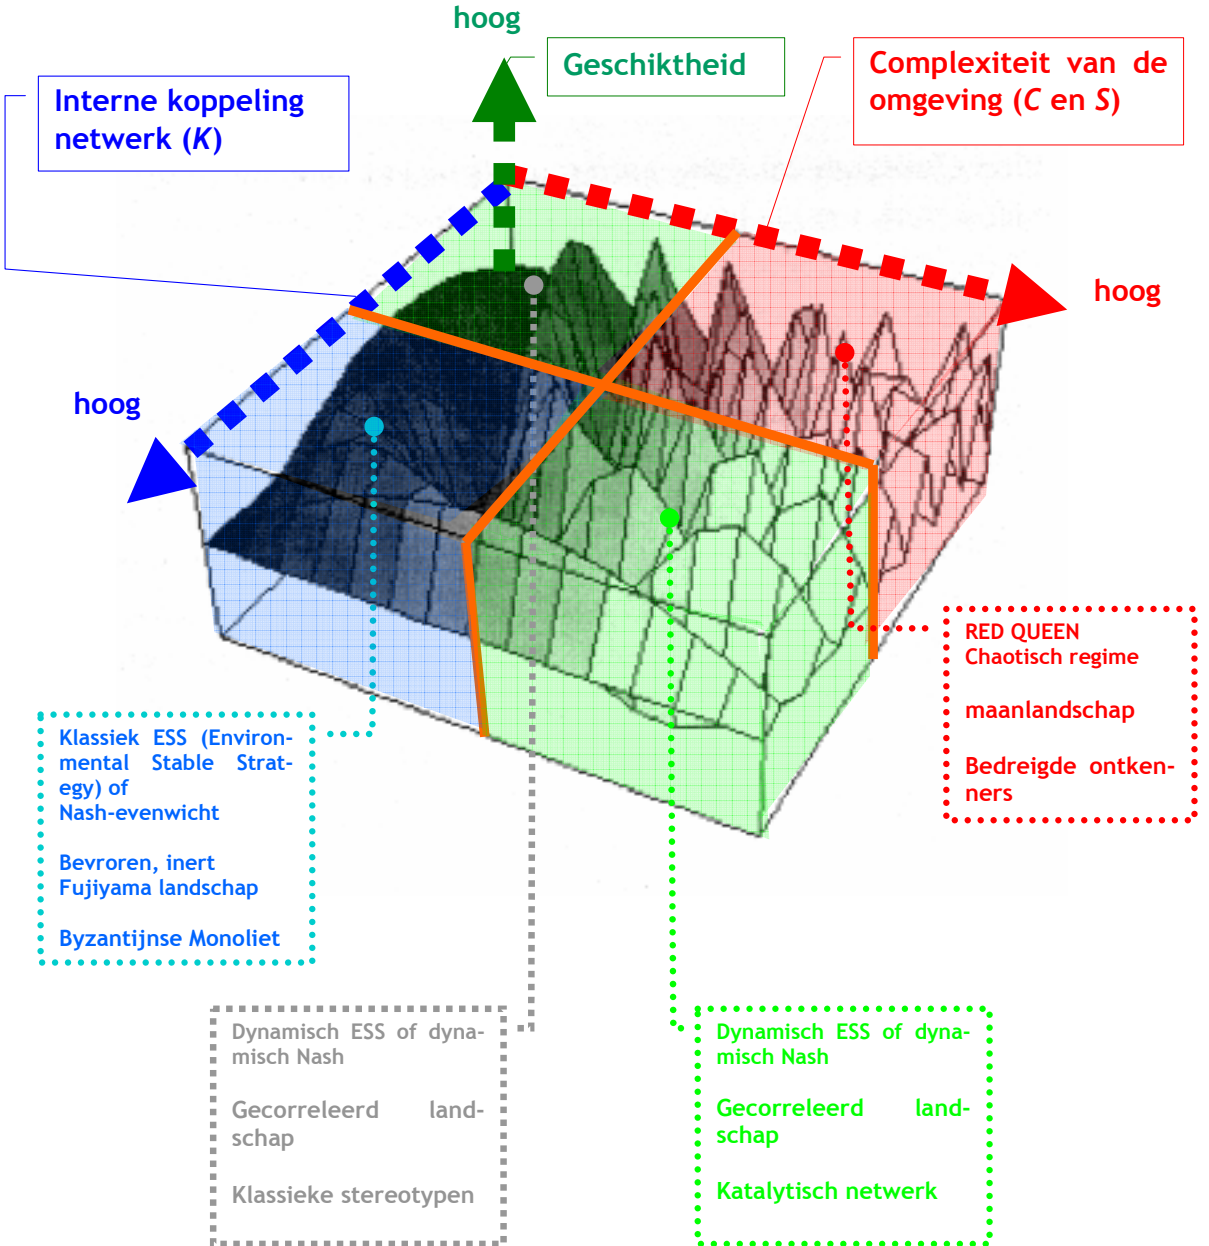 hoog
Geschiktheid
Complexiteit van de
omgeving (C en S)
Interne koppeling
netwerk (K)
hoog
hoog
RED QUEEN
Chaotisch regime
maanlandschap
Bedreigde ontken-
ners
Klassiek ESS (Environ-
mental Stable Strat-
egy) of
Nash-evenwicht
Bevroren, inert
Fujiyama landschap
Byzantijnse Monoliet
Dynamisch ESS of dyna-
misch Nash
Gecorreleerd land-
schap
Klassieke stereotypen
Dynamisch ESS of dyna-
misch Nash
Gecorreleerd land-
schap
Katalytisch netwerk